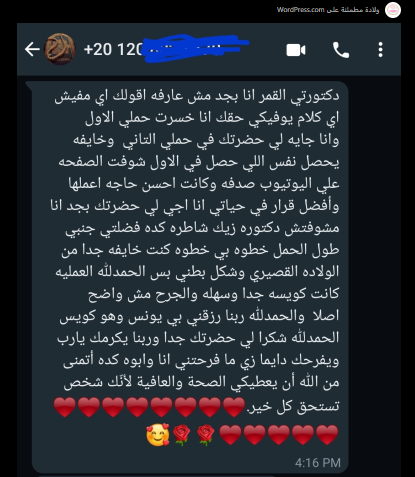 ولادة مطمئنة على WordPress.com
+20 120
دكتورتي القمر انا بجد مش عارفه اقولك اي مفيش
اي كلام يوفيكي حقك انا خسرت حملي الاول
وانا جايه لي حضرتك في حملي التاني وخايفه
يحصل نفس اللي حصل في الاول شوفت الصفحه
علي اليوتيوب صدفه وكانت احسن حاجه اعملها
وأفضل قرار في حياتي انا اجي لي حضرتك بجد انا
مشوفتش دكتوره زيك شاطره كده فضلتي جنبي
طول الحمل خطوه بي خطوه كنت خايفه جدا من
الولاده القصيري وشكل بطني بس الحمدلله العمليه
كانت كويسه جدا وسهله والجرح مش واضح
اصلا والحمدلله ربنا رزقني بي يونس وهو كويس
الحمدلله شكرا لي حضرتك جدا وربنا يكرمك يارب
ويفرحك دايما زي ما فرحتني انا وابوه كده أتمنى
من الله أن يعطيكي الصحة والعافية لأنك شخص
تستحق كل خير.❤️❤️❤️❤️❤️❤️❤️❤️
❤️❤️❤️❤️❤️🌹🌹🥰
4:16 PM